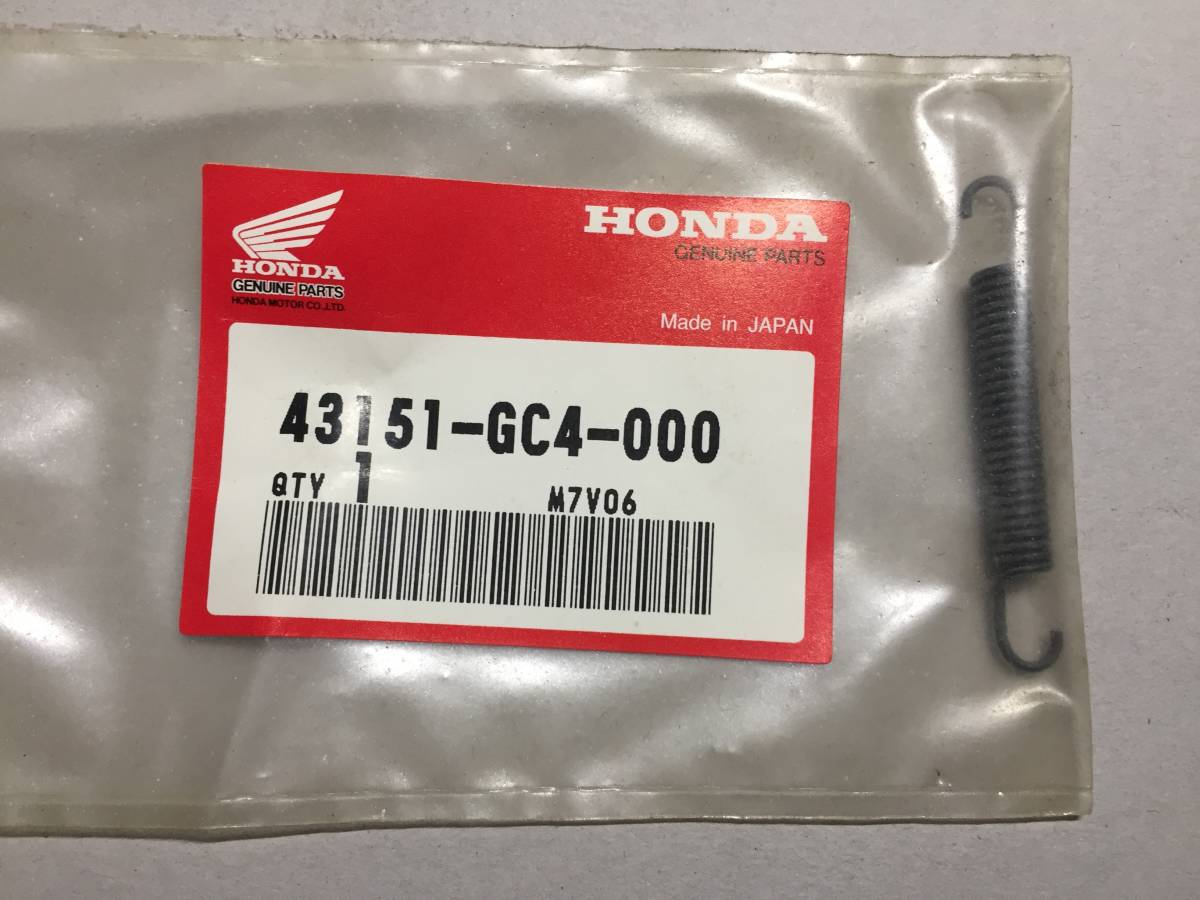 HONDA
GENUINE PARTS
HONDA MOTOR CO.,LTD.
HONDA
GENUINE PARTS
Made in JAPAN
43151-GC4-000
QTY 1 M7V06